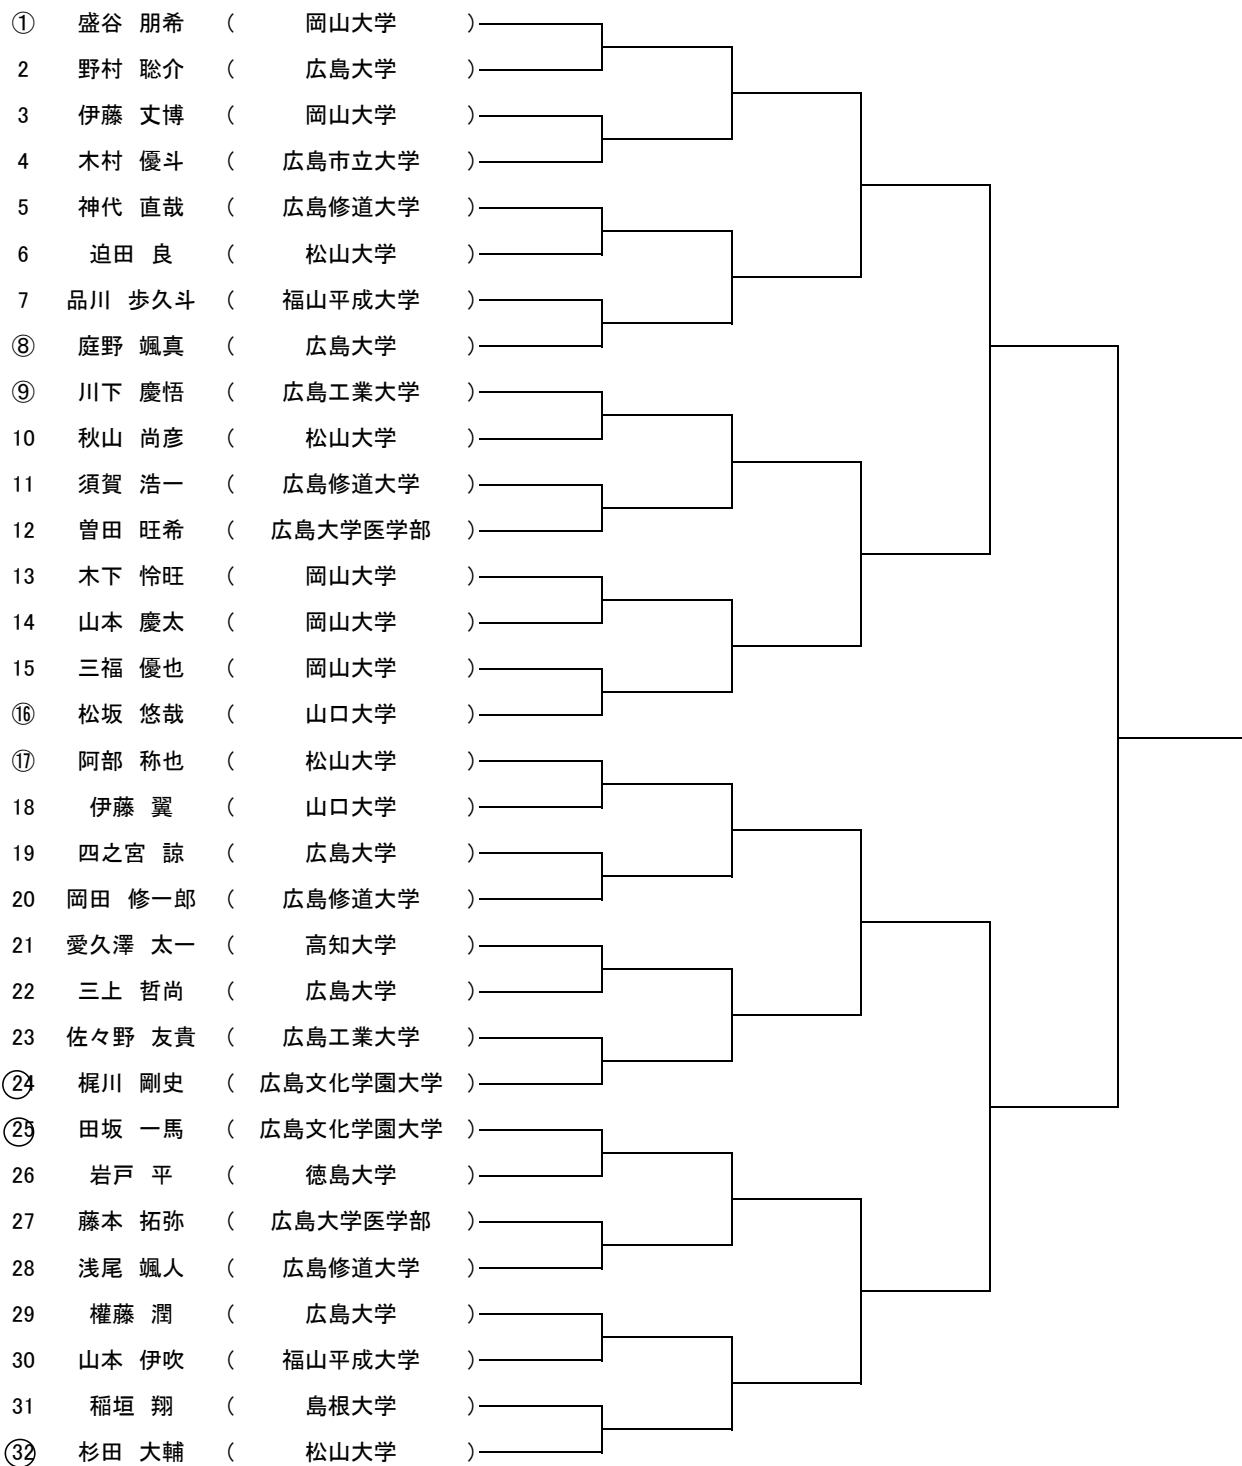 ① 盛谷 朋希 ( 岡山大学 )
2 野村 聡介 ( 広島大学 )
3 伊藤 丈博 ( 岡山大学 )
4 木村 優斗 ( 広島市立大学 )
5 神代 直哉 ( 広島修道大学 )
6 迫田 良 ( 松山大学 )
7 品川 歩久斗 ( 福山平成大学 )
⑧ 庭野 颯真 ( 広島大学 )
⑨ 川下 慶悟 ( 広島工業大学 )
10 秋山 尚彦 ( 松山大学 )
11 須賀 浩一 ( 広島修道大学 )
12 曽田 旺希 ( 広島大学医学部 )
13 木下 怜旺 ( 岡山大学 )
14 山本 慶太 ( 岡山大学 )
15 三福 優也 ( 岡山大学 )
⑯ 松坂 悠哉 ( 山口大学 )
⑰ 阿部 称也 ( 松山大学 )
18 伊藤 翼 ( 山口大学 )
19 四之宮 諒 ( 広島大学 )
20 岡田 修一郎 ( 広島修道大学 )
21 愛久澤 太一 ( 高知大学 )
22 三上 哲尚 ( 広島大学 )
23 佐々野 友貴 ( 広島工業大学 )
24 梶川 剛史 ( 広島文化学園大学 )
25 田坂 一馬 ( 広島文化学園大学 )
26 岩戸 平 ( 徳島大学 )
27 藤本 拓弥 ( 広島大学医学部 )
28 浅尾 颯人 ( 広島修道大学 )
29 權藤 潤 ( 広島大学 )
30 山本 伊吹 ( 福山平成大学 )
31 稲垣 翔 ( 島根大学 )
32 杉田 大輔 ( 松山大学 )